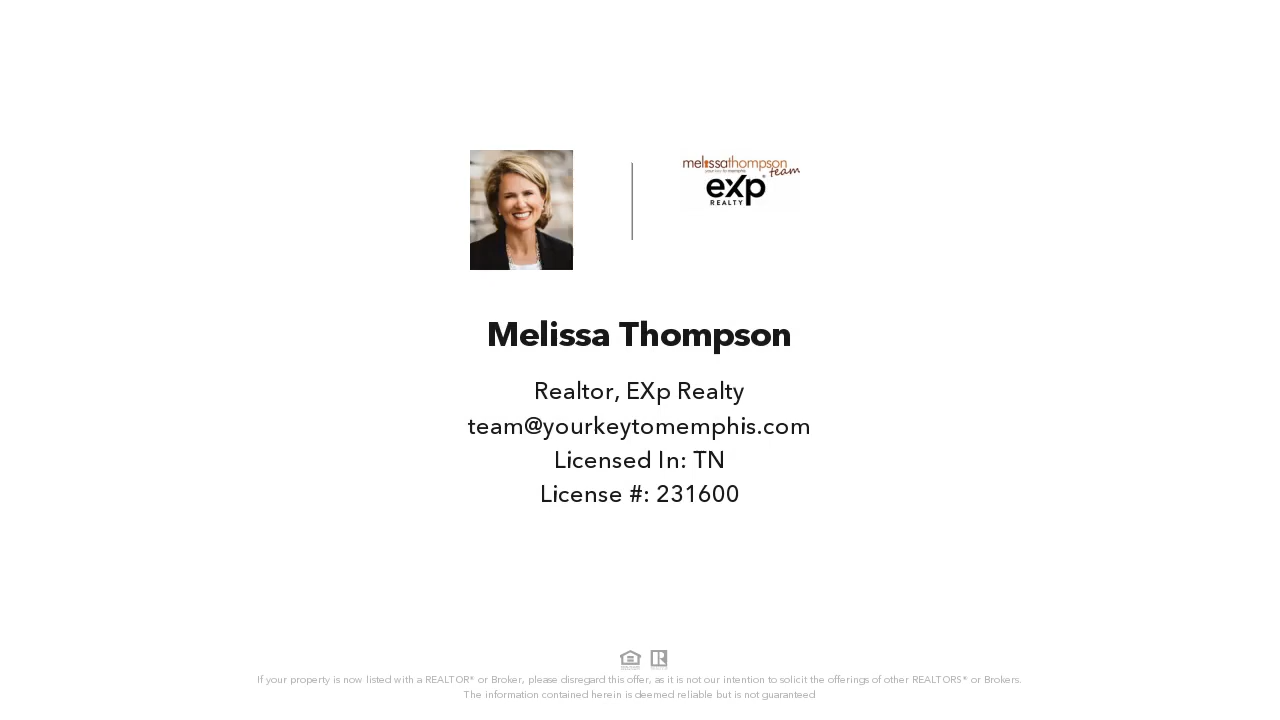 melissathompson
team
eXp
REALTY
Melissa Thompson
Realtor, EXp Realty
team@yourkeytomemphis.com
Licensed In: TN
License #: 231600
If your property is now listed with a REALTOR® or Broker, please disregard this offer, as it is not our intention to solicit the offerings of other REALTORS® or Brokers.
The information contained herein is deemed reliable but is not guaranteed